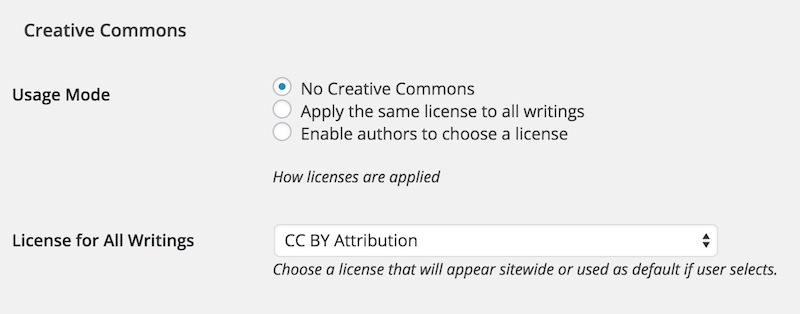 Creative Commons
Usage Mode
No Creative Commons
Apply the same license to all writings
Enable authors to choose a license
How licenses are applied
License for All Writings
CC BY Attribution
Choose a license that will appear sitewide or used as default if user selects.